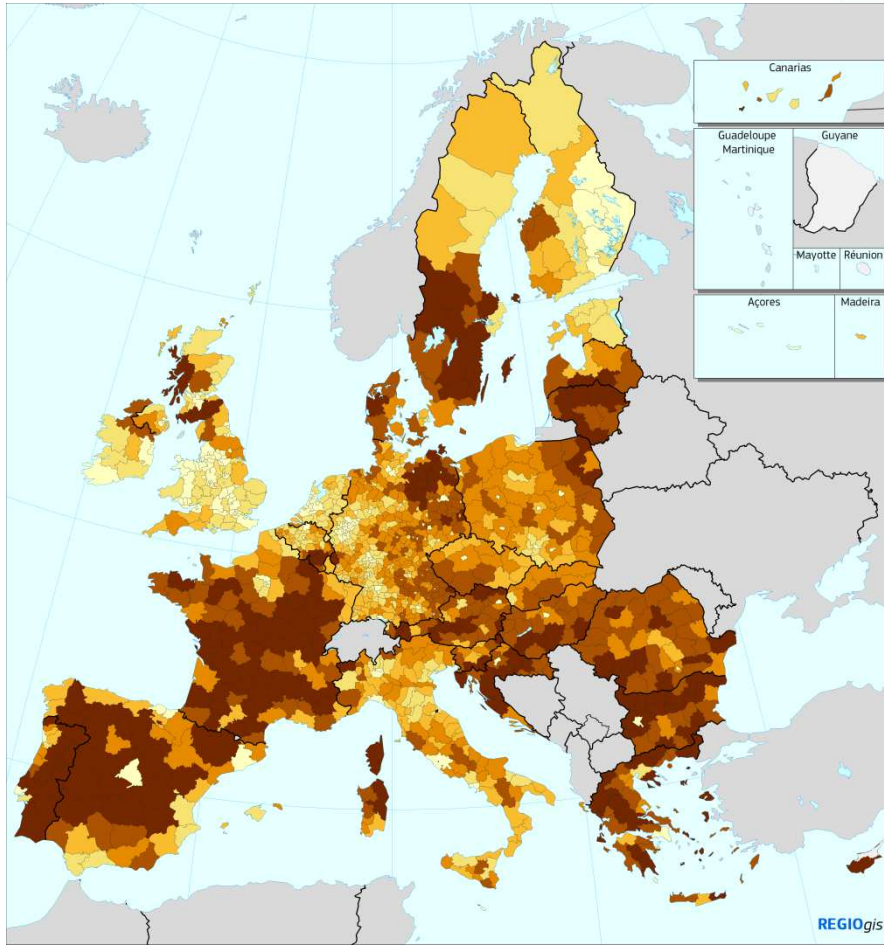 Canarias
Guadeloupe
Martinique
Guyane
Mayotte
Réunion
Açores
Madeira
REGIOgis